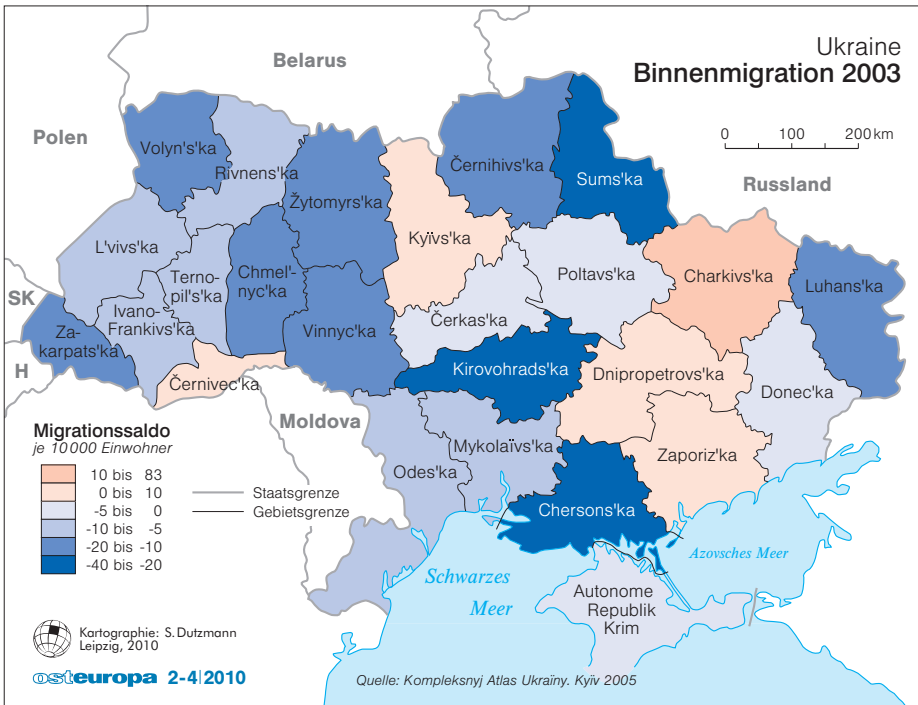 Ukraine
Binnenmigration 2003
0 100 200 km
Belarus
Polen
Russland
SK
H
Moldova
Volyn's'ka
Rivnens'ka
Žytomyrs'ka
Černihivs'ka
Sums'ka
Kyïvs'ka
L'vivs'ka
Terno-
pil's'ka
Chmel'-
nyc'ka
Ivano-
Frankivs'ka
Za-
karpats'ka
Černivec'ka
Vinnyc'ka
Čerkas'ka
Poltavs'ka
Charkivs'ka
Luhans'ka
Kirovohrads'ka
Dnipropetrovs'ka
Donec'ka
Zaporiz'ka
Mykolaïvs'ka
Odes'ka
Chersons'ka
Autonome
Republik
Krim
Schwarzes
Meer
Azovsches Meer
Migrationssaldo
je 10 000 Einwohner
10 bis 83
0 bis 10
-5 bis 0
-10 bis -5
-20 bis -10
-40 bis -20
Staatsgrenze
Gebietsgrenze
Kartographie: S. Dutzmann
Leipzig, 2010
osteuropa 2-4|2010
Quelle: Kompleksnyj Atlas Ukraïny. Kyïv 2005